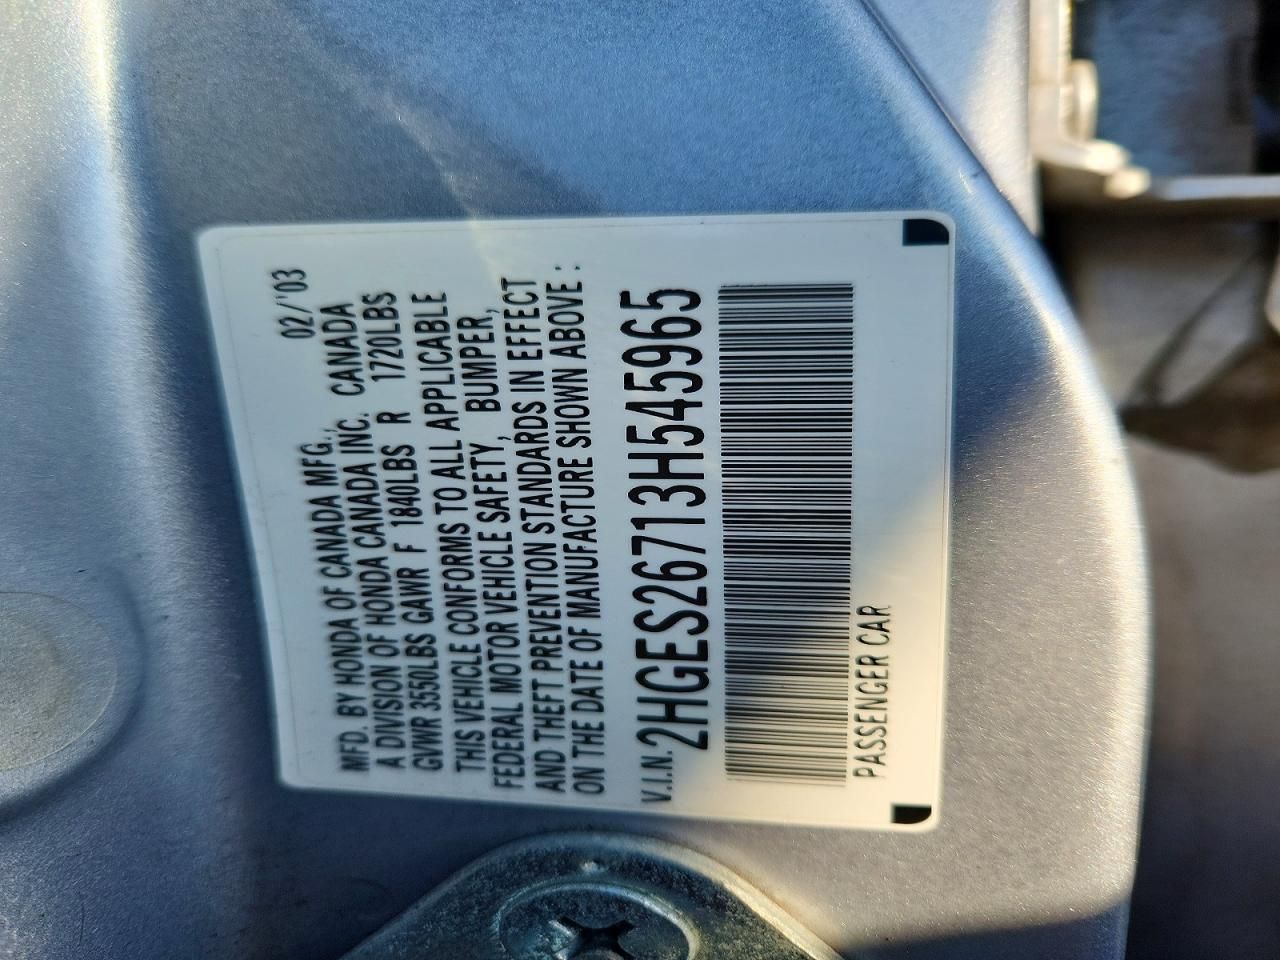 MFD. BY HONDA OF CANADA MFG., 02/'03
A DIVISION OF HONDA CANADA INC. CANADA
GVWR 3550LBS GAWR F 1840LBS R 1720LBS
THIS VEHICLE CONFORMS TO ALL APPLICABLE
FEDERAL MOTOR VEHICLE SAFETY, BUMPER,
AND THEFT PREVENTION STANDARDS IN EFFECT
ON THE DATE OF MANUFACTURE SHOWN ABOVE :
V.I.N. 2HGES26713H545965
PASSENGER CAR